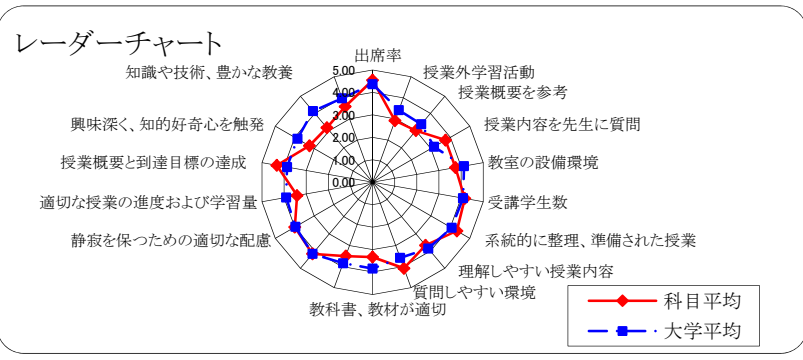 レーダーチャート
出席率
授業外学習活動
授業概要を参考
授業内容を先生に質問
教室の設備環境
受講学生数
系統的に整理、準備された授業
理解しやすい授業内容
質問しやすい環境
教科書、教材が適切
静寂を保つための適切な配慮
適切な授業の進度および学習量
授業概要と到達目標の達成
興味深く、知的好奇心を触発
知識や技術、豊かな教養
5.00
4.00
3.00
2.00
1.00
0.00
科目平均
大学平均